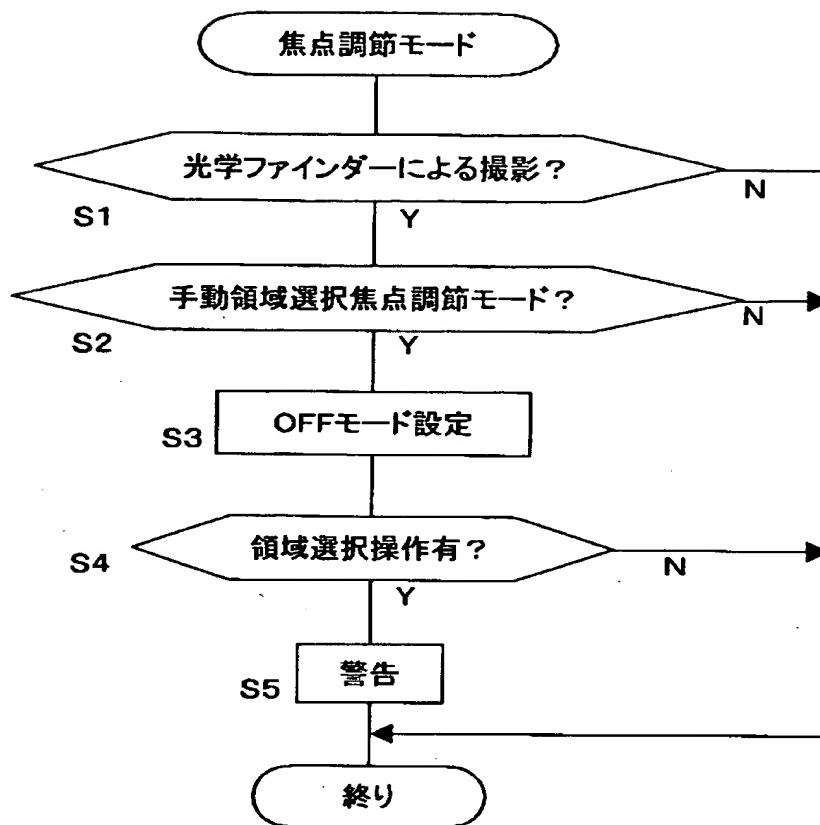 焦点調節モード
光学ファインダーによる撮影?
N
S1
Y
手動領域選択焦点調節モード?
N
S2
Y
OFFモード設定
S3
領域選択操作有?
S4
N
Y
警告
S5
終り